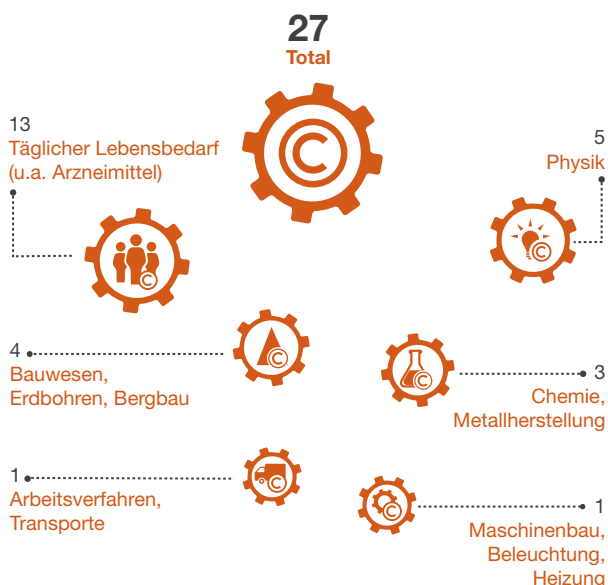 27
Total
13
Täglicher Lebensbedarf
(u.a. Arzneimittel)
5
Physik
4
Bauwesen,
Erdbohren, Bergbau
3
Chemie,
Metallherstellung
1
Arbeitsverfahren,
Transporte
1
Maschinenbau,
Beleuchtung,
Heizung